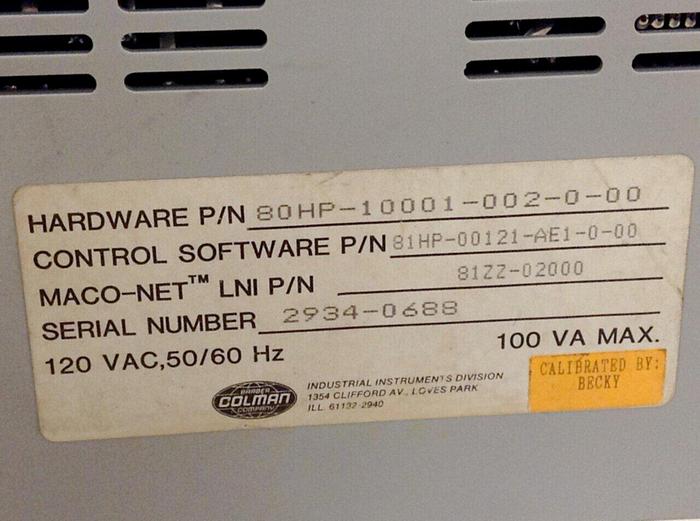 HARDWARE P/N 80HP-10001-002-0-00
CONTROL SOFTWARE P/N 81HP-00121-AE1-0-00
MACO-NET™ LNI P/N 81ZZ-02000
SERIAL NUMBER 2934-0688
120 VAC,50/60 Hz 100 VA MAX.
BARBER
COLMAN
COMPANY
INDUSTRIAL INSTRUMENTS DIVISION
1354 CLIFFORD AV., LOVES PARK
ILL. 61132-2940
CALIBRATED BY:
BECKY